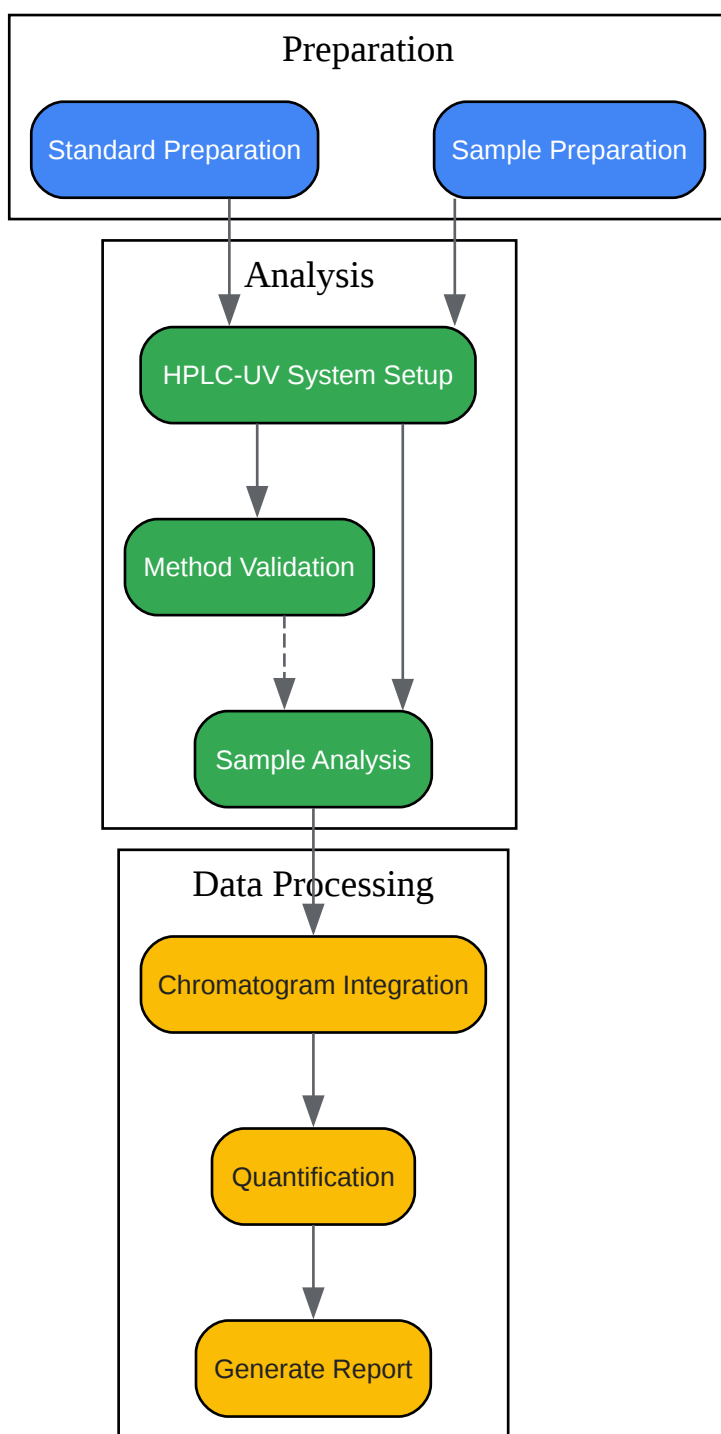 Preparation
Standard Preparation
Sample Preparation
Analysis
HPLC-UV System Setup
Method Validation
Sample Analysis
Data Processing
Chromatogram Integration
Quantification
Generate Report